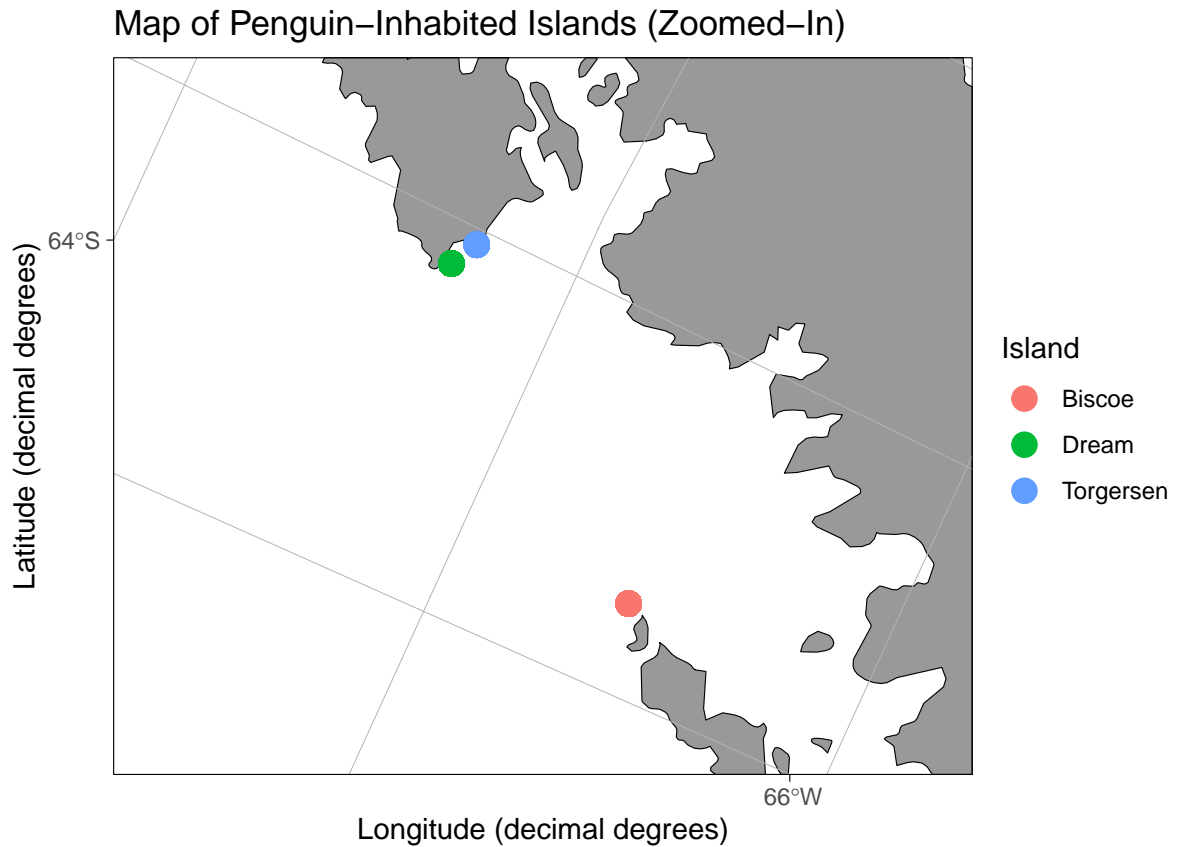 Map of Penguin−Inhabited Islands (Zoomed−In)
64°S
Latitude (decimal degrees)
66°W
Longitude (decimal degrees)
Island
Biscoe
Dream
Torgersen